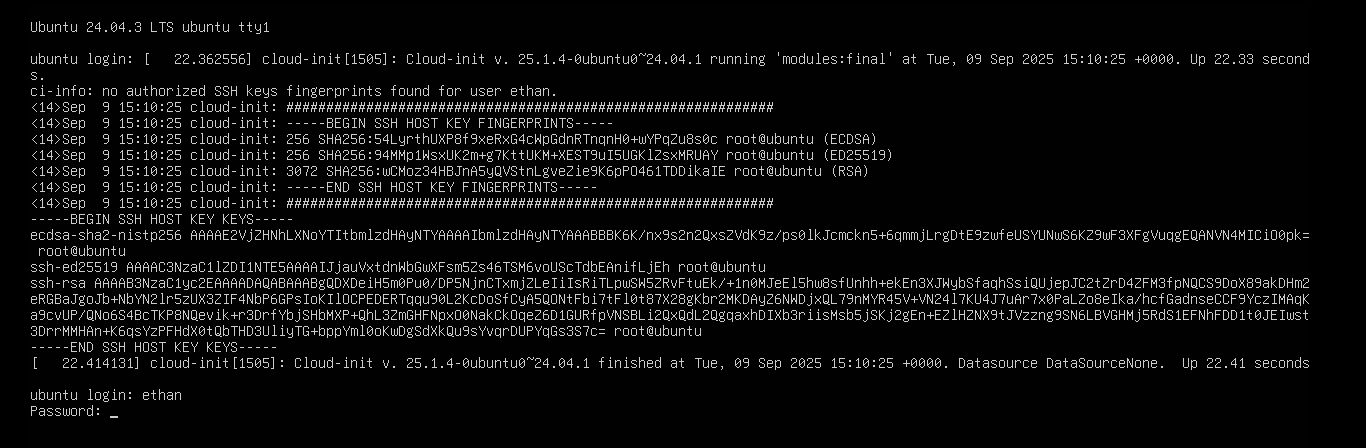 Ubuntu 24.04.3 LTS ubuntu tty1
ubuntu login: [   22.362556] cloud-init[1505]: Cloud-init v. 25.1.4-0ubuntu0~24.04.1 running 'modules:final' at Tue, 09 Sep 2025 15:10:25 +0000. Up 22.33 second
s.
ci-info: no authorized SSH keys fingerprints found for user ethan.
<14>Sep  9 15:10:25 cloud-init: #############################################################
<14>Sep  9 15:10:25 cloud-init: -----BEGIN SSH HOST KEY FINGERPRINTS-----
<14>Sep  9 15:10:25 cloud-init: 256 SHA256:54LyrthUXP8f9xeRxG4cWpGdnRTnqnH0+wYPqZu8s0c root@ubuntu (ECDSA)
<14>Sep  9 15:10:25 cloud-init: 256 SHA256:94MMp1WsxUK2m+g7KttUKM+XEST9uI5UGKlZsxMRUAY root@ubuntu (ED25519)
<14>Sep  9 15:10:25 cloud-init: 3072 SHA256:wCMoz34HBJnA5yQVStnLgveZie9K6pPO461TDDikaIE root@ubuntu (RSA)
<14>Sep  9 15:10:25 cloud-init: -----END SSH HOST KEY FINGERPRINTS-----
<14>Sep  9 15:10:25 cloud-init: #############################################################
-----BEGIN SSH HOST KEY KEYS-----
ecdsa-sha2-nistp256 AAAAE2VjZHNhLXNoYTItbmlzdHAyNTYAAAAIbmlzdHAyNTYAAABBBK6K/nx9s2n2QxsZVdK9z/ps0lkJcmckn5+6qmmjLrgDtE9zwfeUSYUNwS6KZ9wF3XFgVuqgEQANVN4MICiO0pk=
 root@ubuntu
ssh-ed25519 AAAAC3NzaC1lZDI1NTE5AAAAIJjauVxtdnWbGwXFsm5Zs46TSM6voUScTdbEAnifLjEh root@ubuntu
ssh-rsa AAAAB3NzaC1yc2EAAAADAQABAAABgQDXDeiH5m0Pu0/DP5NjnCTxmjZLeIiIsRiTLpwSW5ZRvFtuEk/+1n0MJeEl5hw8sfUnhh+ekEn3XJWybSfaqhSsiQUjepJC2tZrD4ZFM3fpNQCS9DoX89akDHm2
eRGBaJgoJb+NbYN2lr5zUX3ZIF4NbP6GPsIoKIlOCPEDERTqqu90L2KcDoSfCyA5QONtFbi7tFl0t87X28gKbr2MKDAyZ6NWDjxQL79nMYR45V+VN24l7KU4J7uAr7x0PaLZo8eIka/hcfGadnseCCF9YczIMAqK
a9cvUP/QNo6S4BcTKP8NQevik+r3DrfYbjSHbMXP+QhL3ZmGHFNpxO0NakCkOqeZ6D1GURfpVNSBLi2QxQdL2QgqaxhDIXb3riisMsb5jSKj2gEn+EZlHZNX9tJVzzng9SN6LBVGHMj5RdS1EFNhFDD1t0JEIwst
3DrrMMHAn+K6qsYzPFHdX0tQbTHD3UliyTG+bppYml0oKwDgSdXkQu9sYvqrDUPYqGs3S7c= root@ubuntu
-----END SSH HOST KEY KEYS-----
[   22.414131] cloud-init[1505]: Cloud-init v. 25.1.4-0ubuntu0~24.04.1 finished at Tue, 09 Sep 2025 15:10:25 +0000. Datasource DataSourceNone.  Up 22.41 seconds
ubuntu login: ethan
Password: _